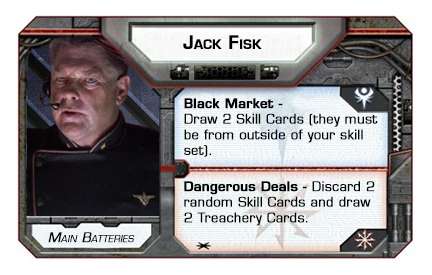 Jack Fisk
Black Market -
Draw 2 Skill Cards (they must
be from outside of your skill
set).
Dangerous Deals - Discard 2
random Skill Cards and draw
2 Treachery Cards.
Main Batteries